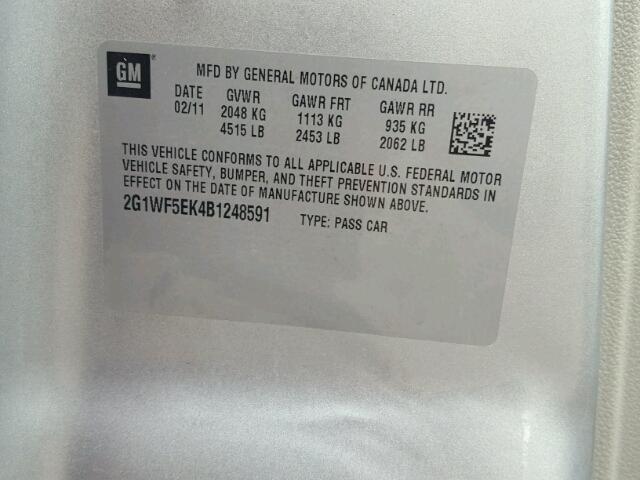 GM ®
MFD BY GENERAL MOTORS OF CANADA LTD.
DATE GVWR GAWR FRT GAWR RR
02/11 2048 KG 1113 KG 935 KG
4515 LB 2453 LB 2062 LB
THIS VEHICLE CONFORMS TO ALL APPLICABLE U.S. FEDERAL MOTOR
VEHICLE SAFETY, BUMPER, AND THEFT PREVENTION STANDARDS IN
EFFECT ON THE DATE OF MANUFACTURE SHOWN ABOVE.
2G1WF5EK4B1248591 TYPE: PASS CAR